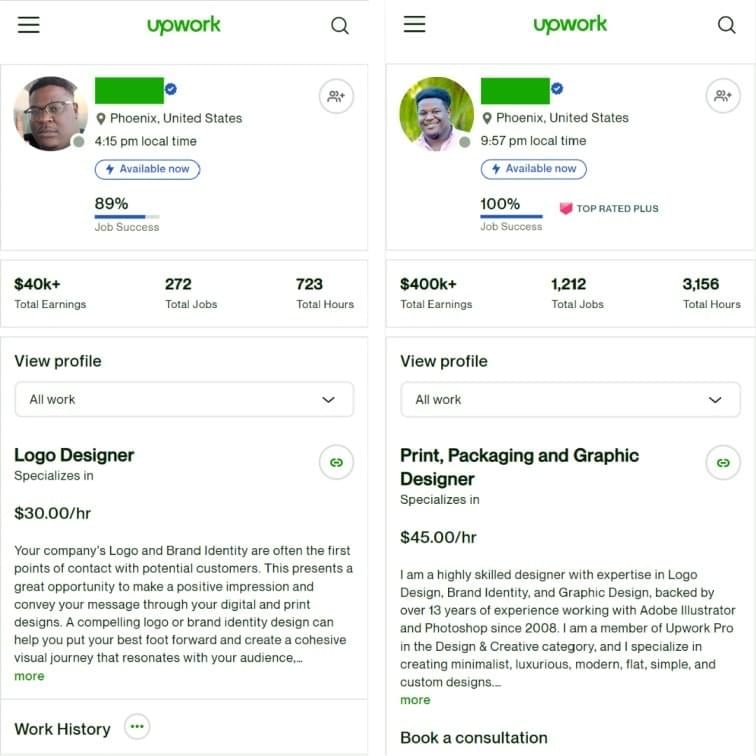 upwork
Phoenix, United States
4:15 pm local time
Available now
89%
Job Success
$40k+
272
723
Total Earnings
Total Jobs
Total Hours
View profile
All work
Logo Designer
Specializes in
$30.00/hr
Your company's Logo and Brand Identity are often the first
points of contact with potential customers. This presents a
great opportunity to make a positive impression and
convey your message through your digital and print
designs. A compelling logo or brand identity design can
help you put your best foot forward and create a cohesive
visual journey that resonates with your audience,...
more
Work History
upwork
Phoenix, United States
9:57 pm local time
Available now
100%
TOP RATED PLUS
Job Success
$400k+
1,212
3,156
Total Earnings
Total Jobs
Total Hours
View profile
All work
Print, Packaging and Graphic
Designer
Specializes in
$45.00/hr
I am a highly skilled designer with expertise in Logo
Design, Brand Identity, and Graphic Design, backed by
over 13 years of experience working with Adobe Illustrator
and Photoshop since 2008. I am a member of Upwork Pro
in the Design & Creative category, and I specialize in
creating minimalist, luxurious, modern, flat, simple, and
custom designs...
more
Book a consultation